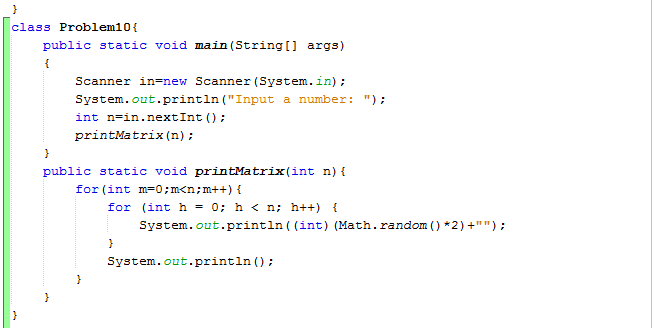 }
class Problem10{
    public static void main(String[] args)
    {
        Scanner in=new Scanner(System.in);
        System.out.println("Input a number: ");
        int n=in.nextInt();
        printMatrix(n);
    }
    public static void printMatrix(int n){
        for(int m=0;m<n;m++){
            for (int h = 0; h < n; h++) {
                System.out.println((int)(Math.random()*2)+"");
            }
            System.out.println();
        }
    }
}